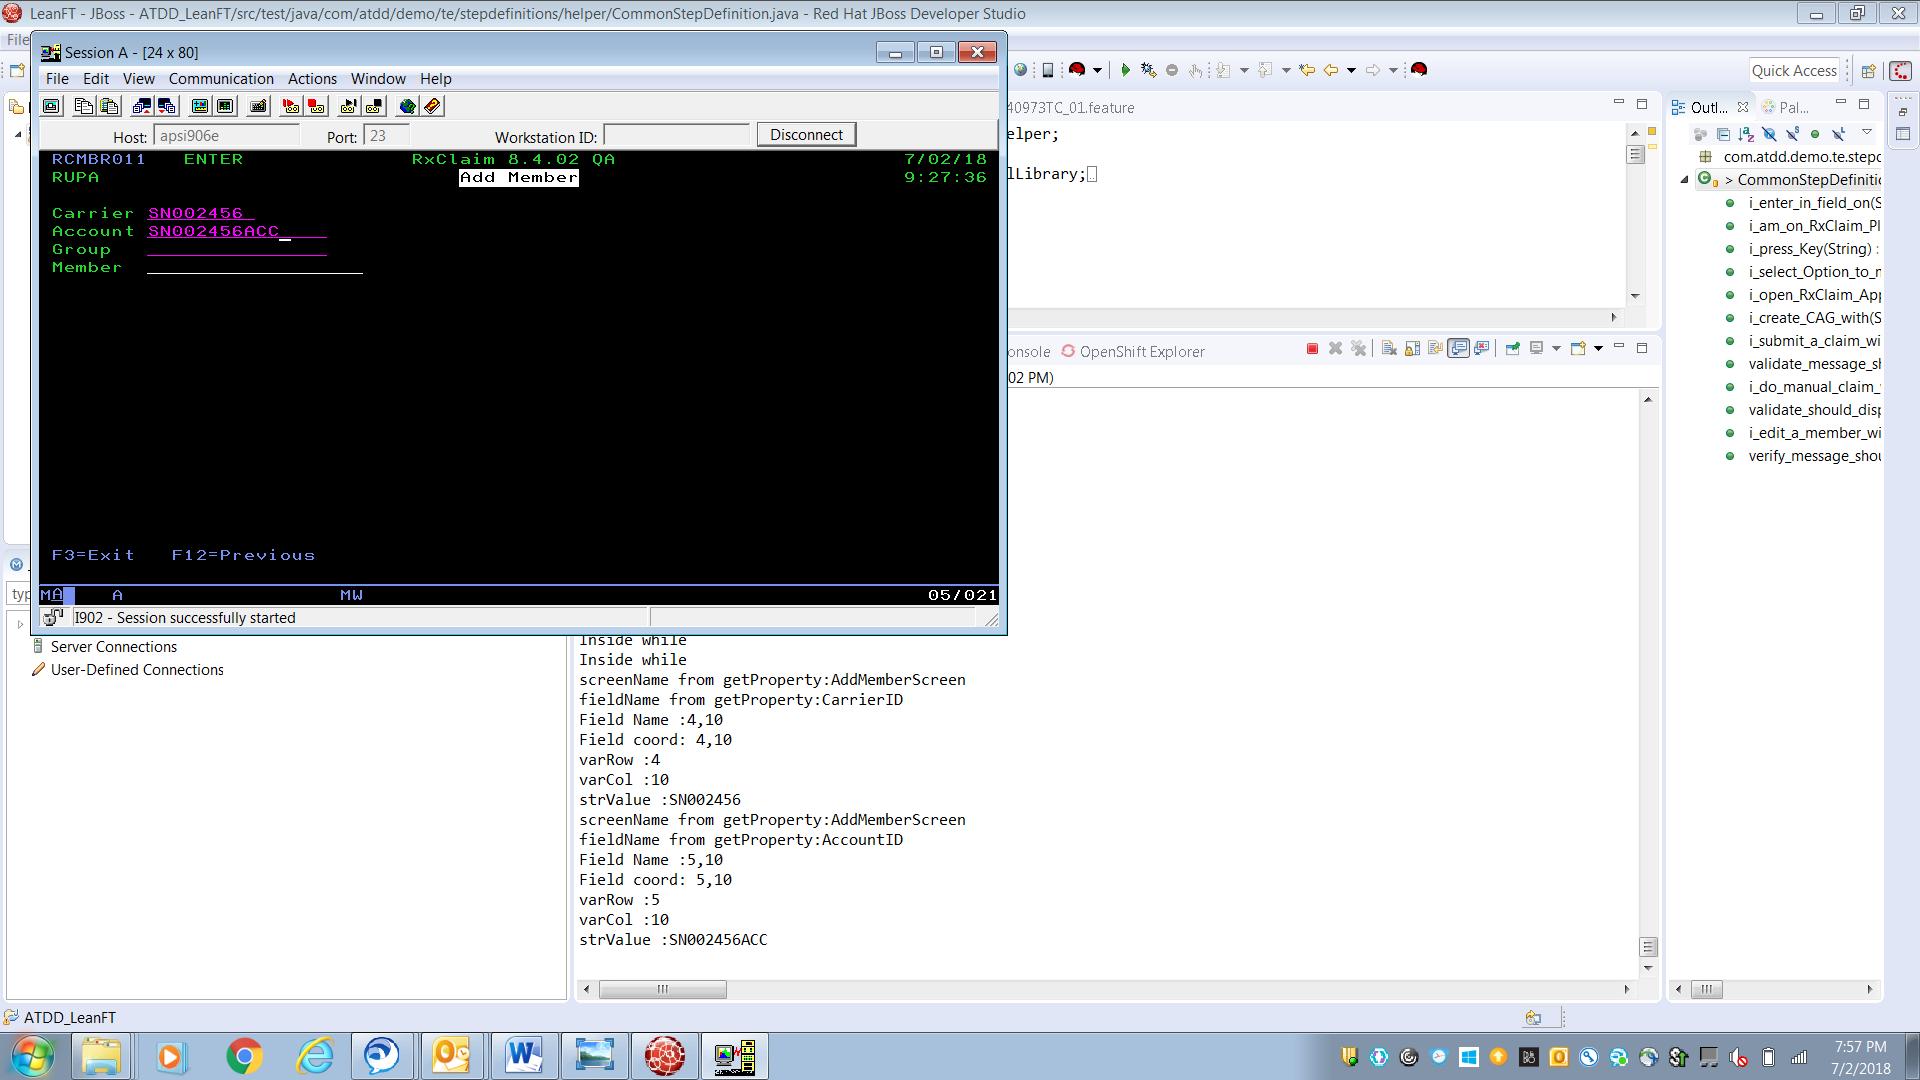 LeanFT - JBoss - ATDD_LeanFT/src/test/java/com/atdd/demo/te/stepdefinitions/helper/CommonStepDefinition.java - Red Hat JBoss Developer Studio
File
Session A - [24 x 80]
File Edit View Communication Actions Window Help
Host: apsi906e Port: 23 Workstation ID: Disconnect
RCMBR011 ENTER RxClaim 8.4.02 QA 7/02/18
RUPA Add Member 9:27:36
Carrier SN002456
Account SN002456ACC
Group
Member
F3=Exit F12=Previous
MA A MW 05/021
I902 - Session successfully started
Quick Access
40973TC_01.feature
elper;
lLibrary;
onsole OpenShift Explorer
02 PM)
Outl... Pal...
com.atdd.demo.te.stepd
> CommonStepDefinitio
i_enter_in_field_on(S
i_am_on_RxClaim_Pl
i_press_Key(String) :
i_select_Option_to_n
i_open_RxClaim_App
i_create_CAG_with(S
i_submit_a_claim_wi
validate_message_sh
i_do_manual_claim_
validate_should_disp
i_edit_a_member_wi
verify_message_shou
typ
Server Connections
User-Defined Connections
Inside while
Inside while
screenName from getProperty:AddMemberScreen
fieldName from getProperty:CarrierID
Field Name :4,10
Field coord: 4,10
varRow :4
varCol :10
strValue :SN002456
screenName from getProperty:AddMemberScreen
fieldName from getProperty:AccountID
Field Name :5,10
Field coord: 5,10
varRow :5
varCol :10
strValue :SN002456ACC
ATDD_LeanFT
7:57 PM
7/2/2018